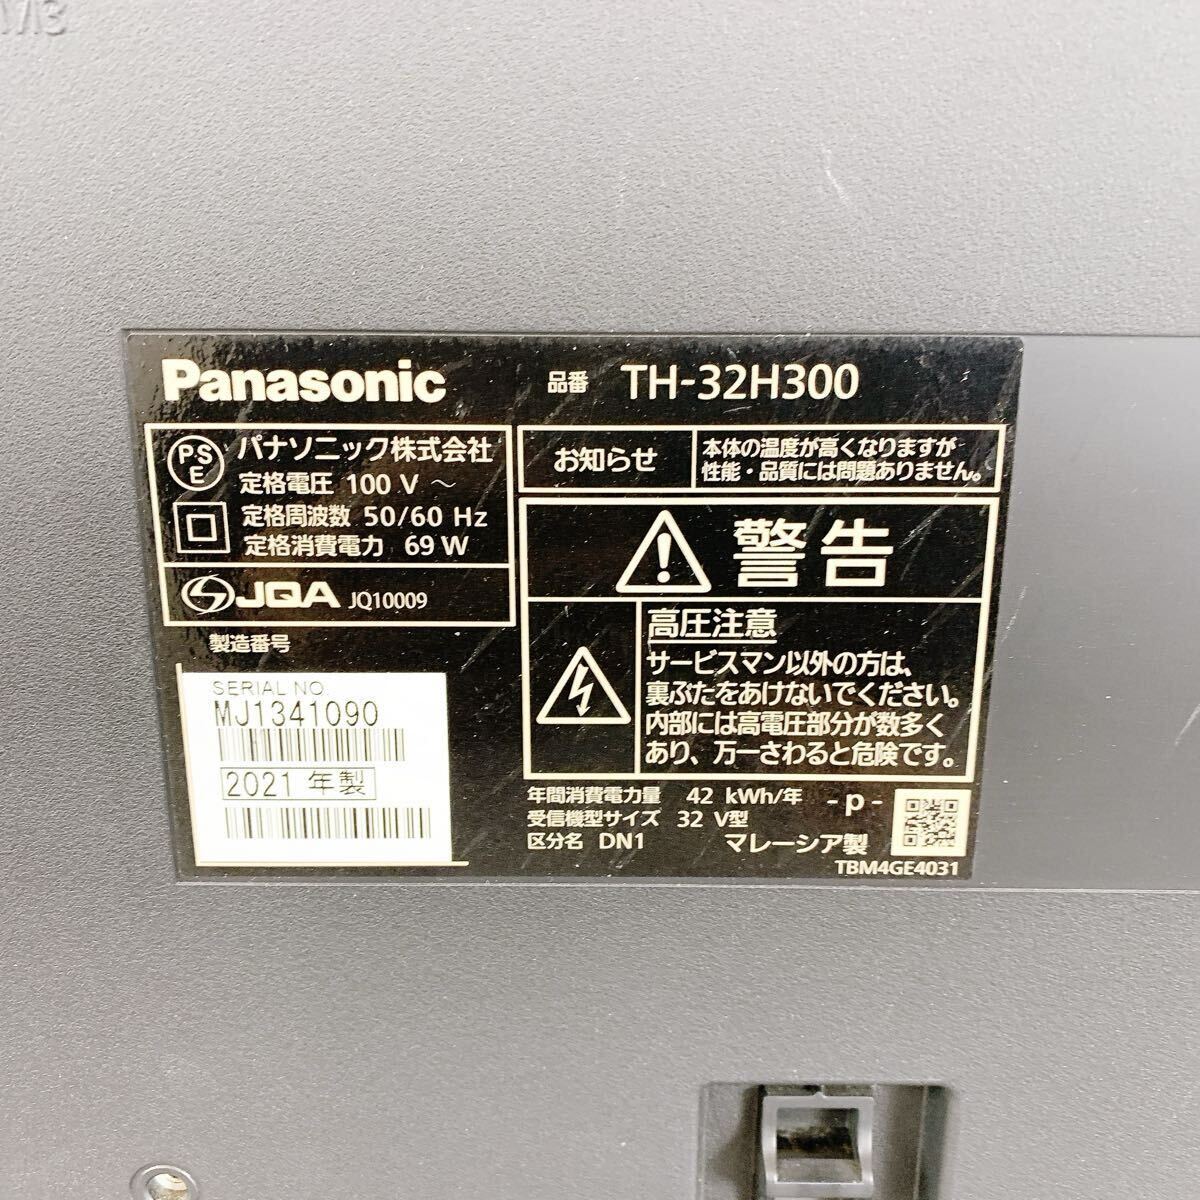 Panasonic
品番 TH-32H300
PS
E
パナソニック株式会社
定格電圧 100 V ～
定格周波数 50/60 Hz
定格消費電力 69 W
JQA JQ10009
製造番号
SERIAL NO.
MJ1341090
2021 年製
お知らせ
本体の温度が高くなりますが
性能・品質には問題ありません。
警告
高圧注意
サービスマン以外の方は、
裏ぶたをあけないでください。
内部には高電圧部分が数多く
あり、万一さわると危険です。
年間消費電力量 42 kWh/年
受信機型サイズ 32 V型
区分名 DN1
- p -
マレーシア製
TBM4GE4031